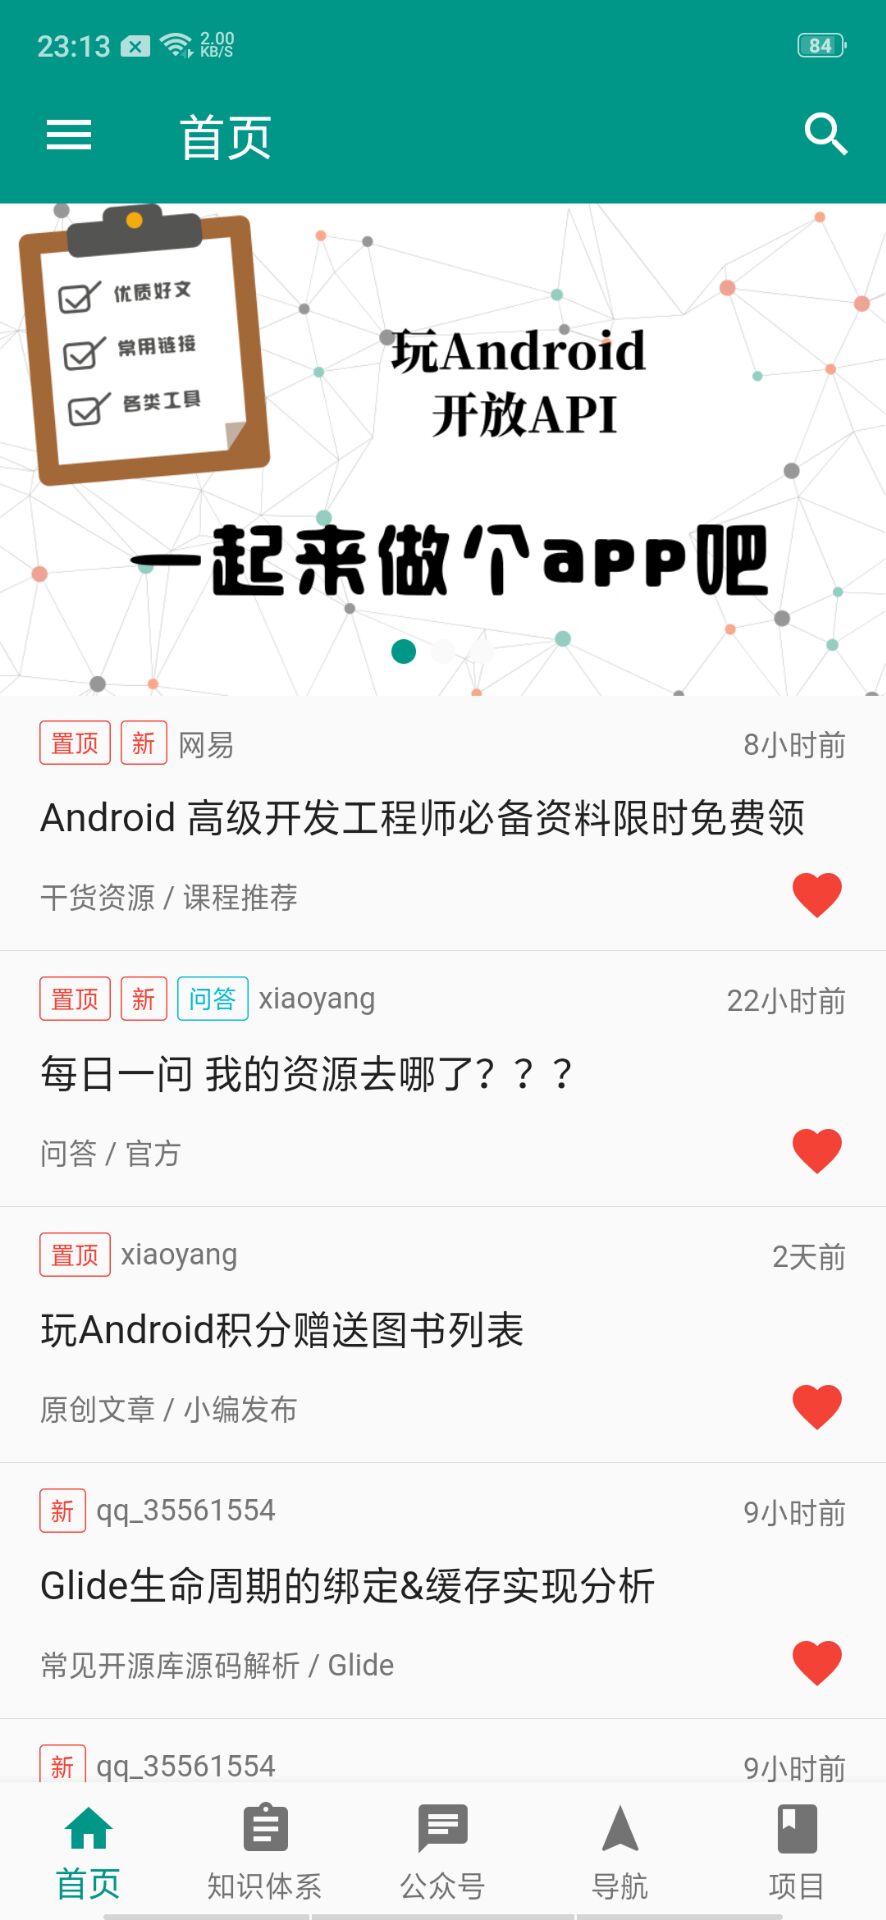 23:13 2.00 KB/S 84
首页
优质好文
常用链接
各类工具
玩Android
开放API
一起来做个app吧
置顶 新 网易 8小时前
Android 高级开发工程师必备资料限时免费领
干货资源 / 课程推荐
置顶 新 问答 xiaoyang 22小时前
每日一问 我的资源去哪了？？？
问答 / 官方
置顶 xiaoyang 2天前
玩Android积分赠送图书列表
原创文章 / 小编发布
新 qq_35561554 9小时前
Glide生命周期的绑定&缓存实现分析
常见开源库源码解析 / Glide
新 qq_35561554 9小时前
首页 知识体系 公众号 导航 项目